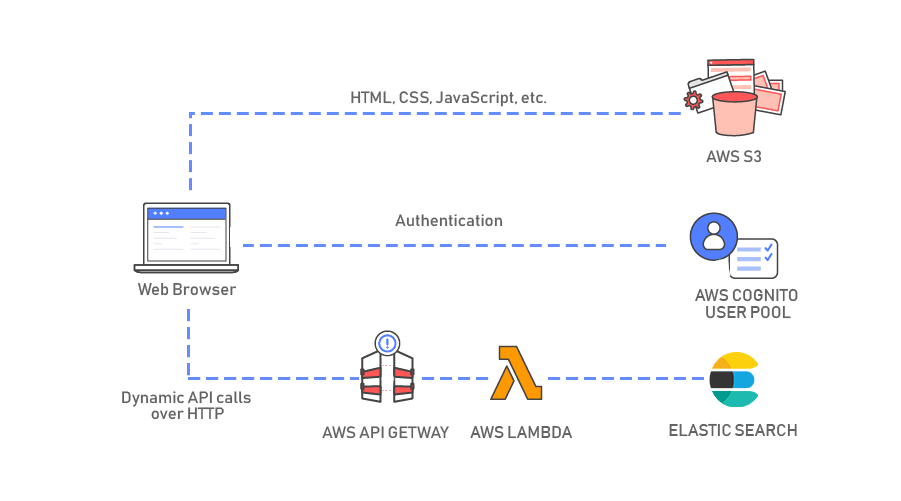 HTML, CSS, JavaScript, etc.
AWS S3
Authentication
Web Browser
AWS COGNITO
USER POOL
Dynamic API calls
over HTTP
AWS API GETWAY
AWS LAMBDA
ELASTIC SEARCH